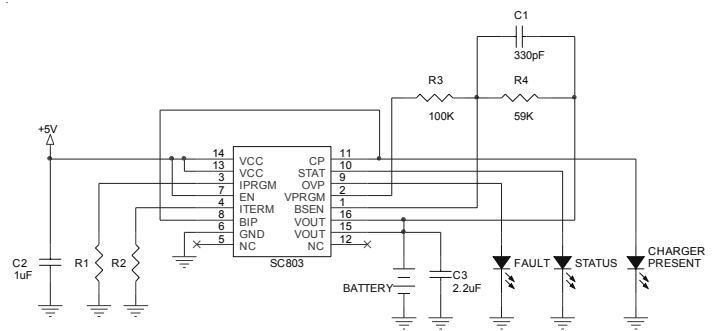 C1
330pF
R3
R4
100K
59K
+5V
14 VCC CP 11
13 VCC STAT 10
3 IPRGM OVP 9
7 EN VPRGM 2
4 ITERM BSEN 1
8 BIP VOUT 16
6 GND VOUT 15
5 NC NC 12
SC803
C2
1uF
R1
R2
BATTERY
C3
2.2uF
FAULT
STATUS
CHARGER
PRESENT